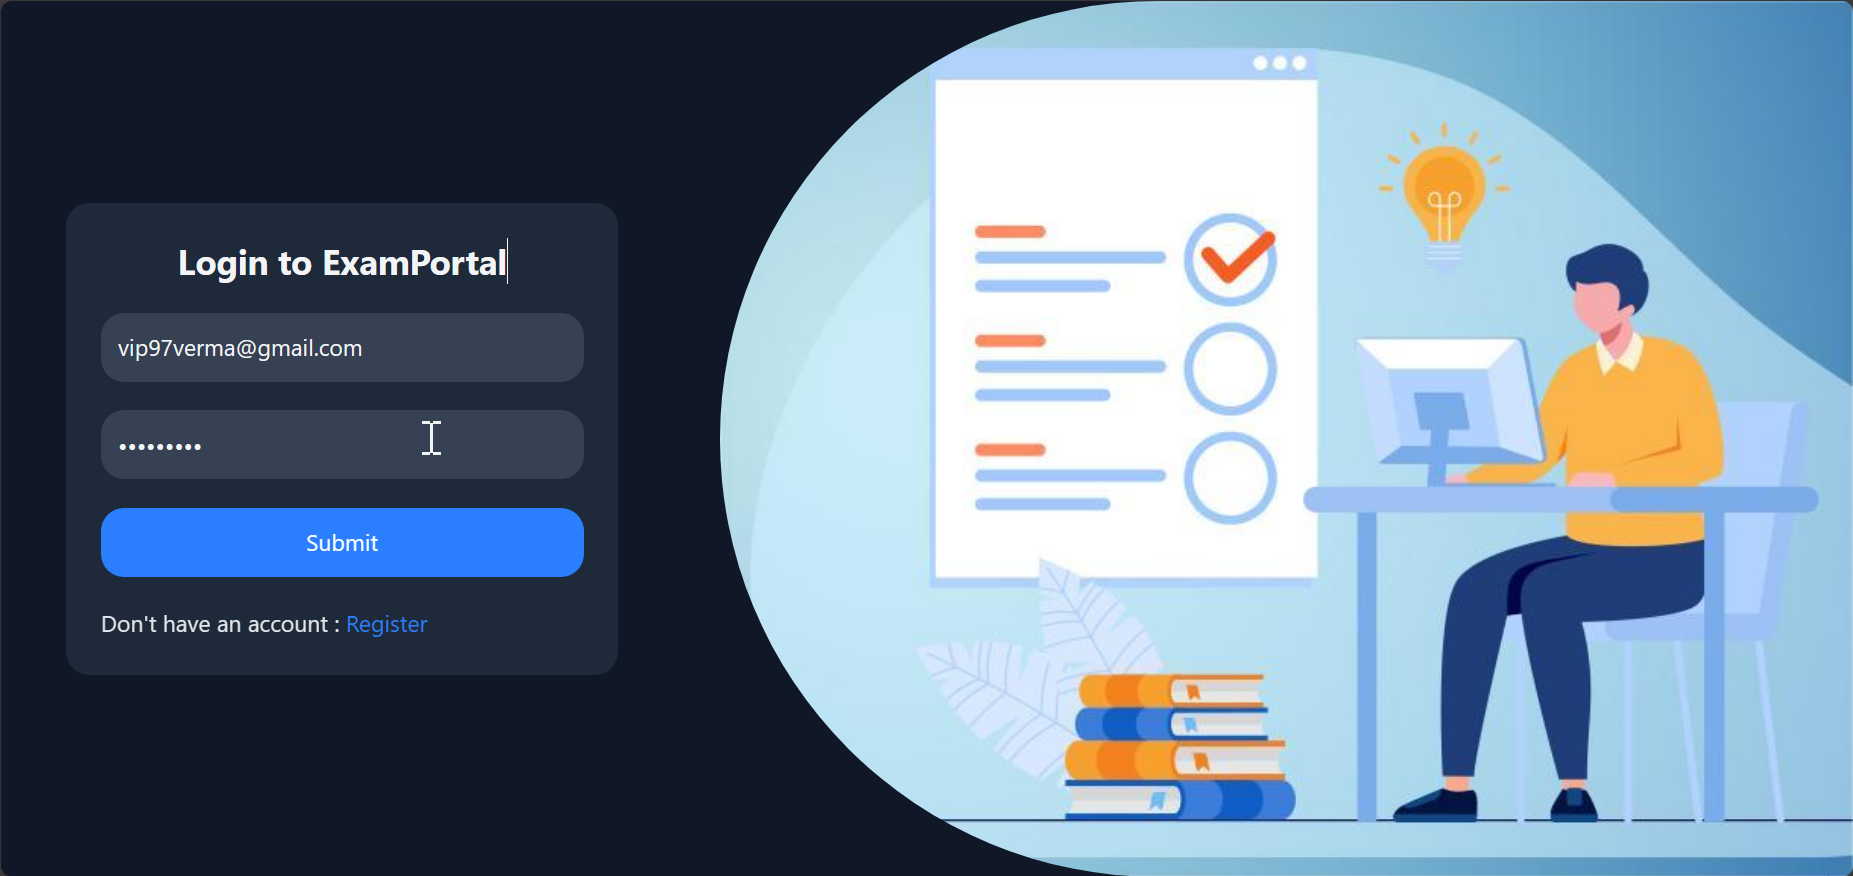 Login to ExamPortal
vip97verma@gmail.com
•••••••••
Submit
Don't have an account : Register